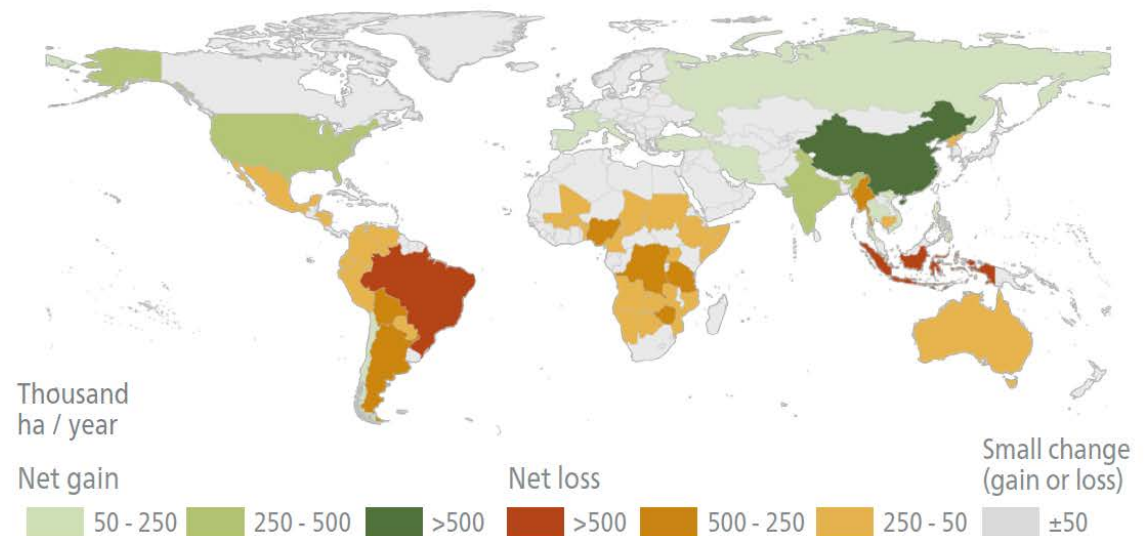 Thousand
ha / year
Net gain
Net loss
Small change
(gain or loss)
50 - 250
250 - 500
>500
>500
500 - 250
250 - 50
±50